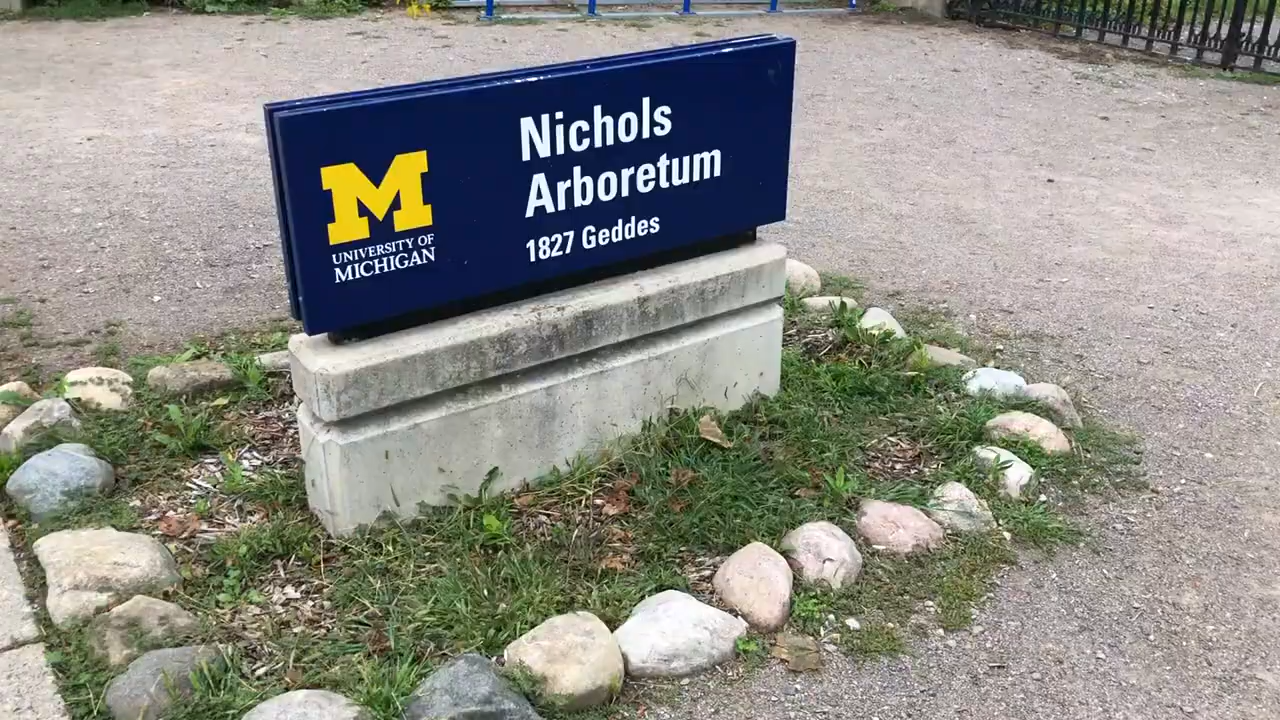 M
UNIVERSITY OF
MICHIGAN
Nichols
Arboretum
1827 Geddes